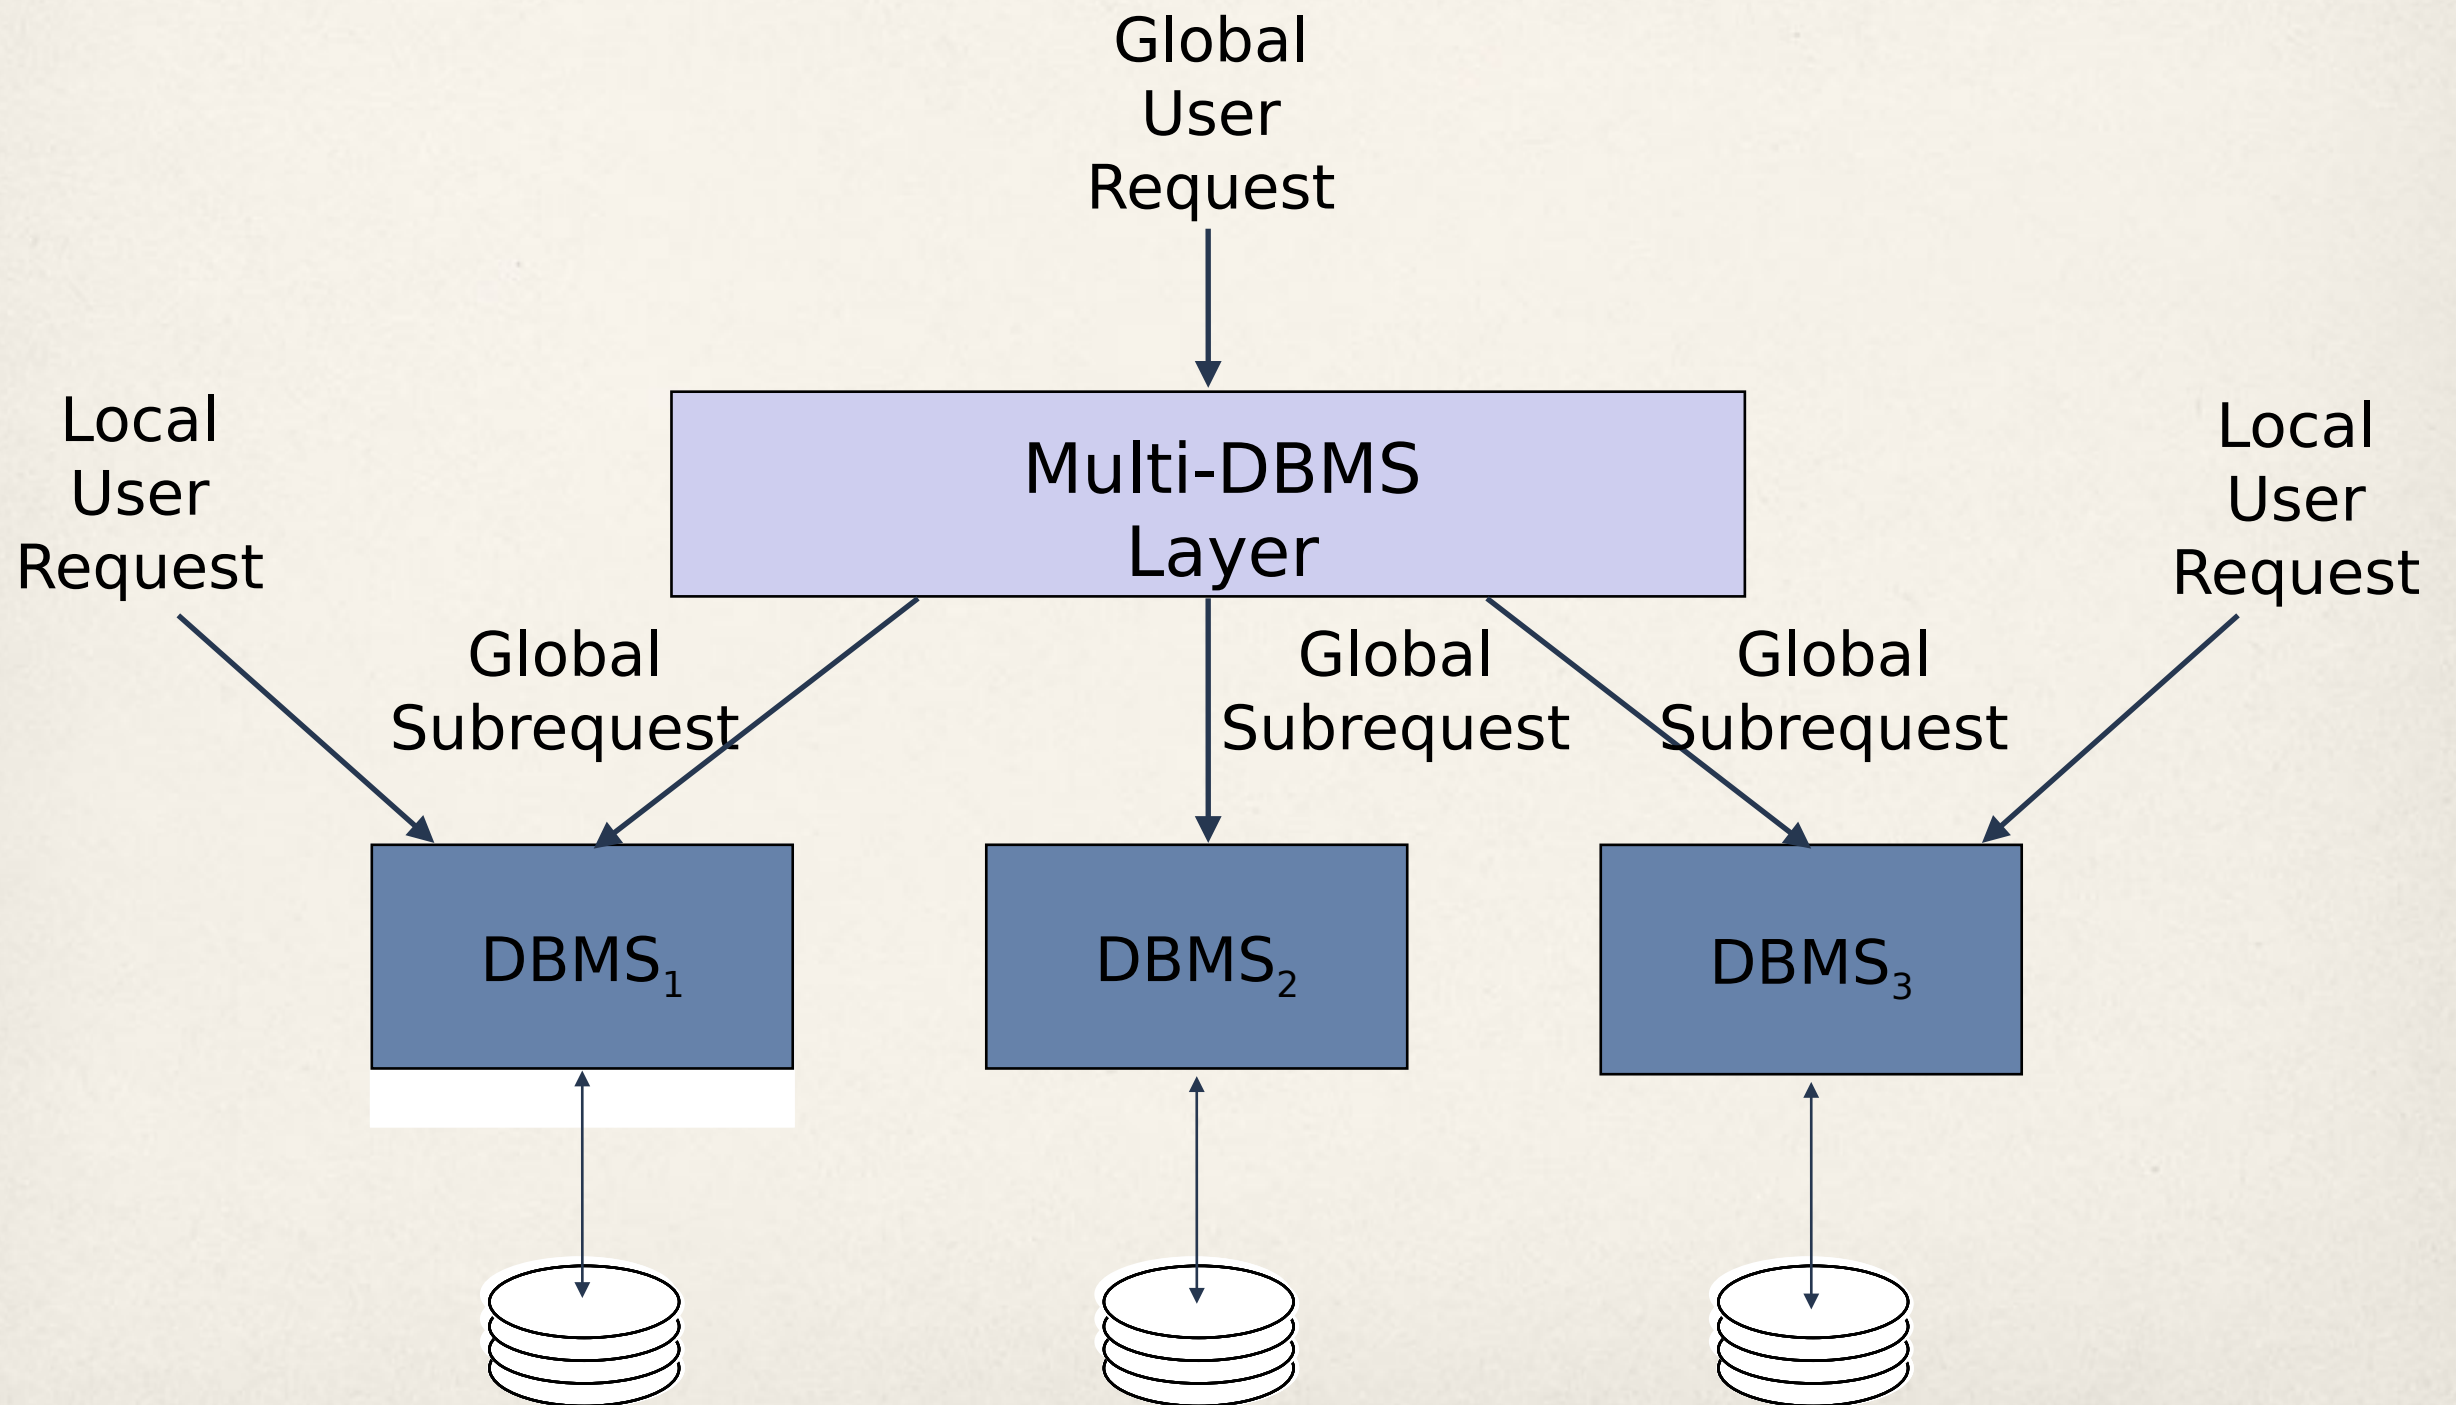 Global
User
Request
Local
User
Request
Multi-DBMS
Layer
Local
User
Request
Global
Subrequest
Global
Subrequest
Global
Subrequest
DBMS₁
DBMS₂
DBMS₃